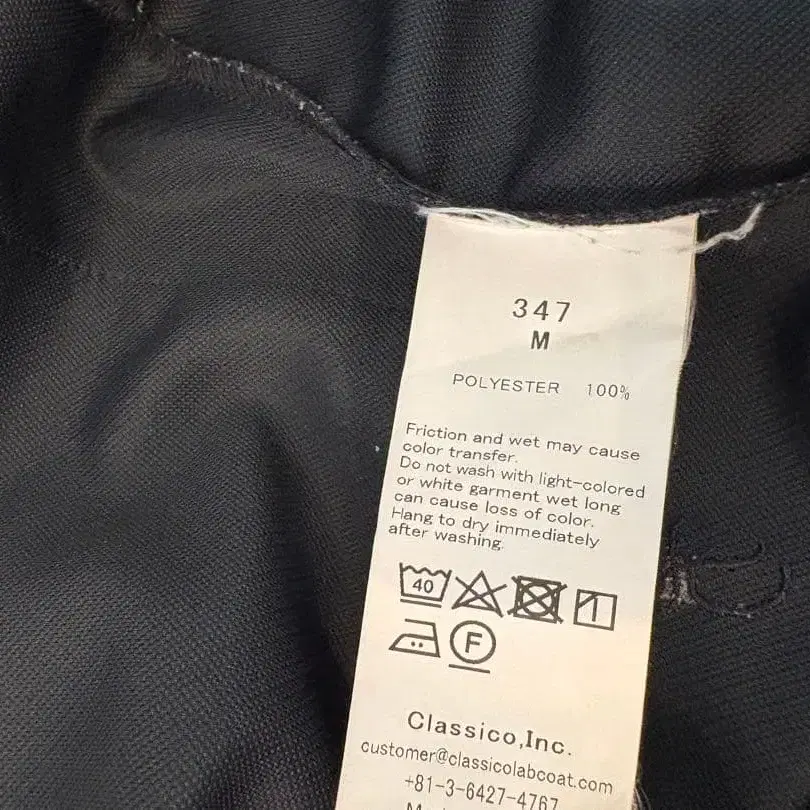 347
M
POLYESTER 100%
Friction and wet may cause
color transfer.
Do not wash with light-colored
or white garment wet long
can cause loss of color.
Hang to dry immediately
after washing.
40
F
Classico,Inc.
customer@classicolabcoat.com
+81-3-6427-4767